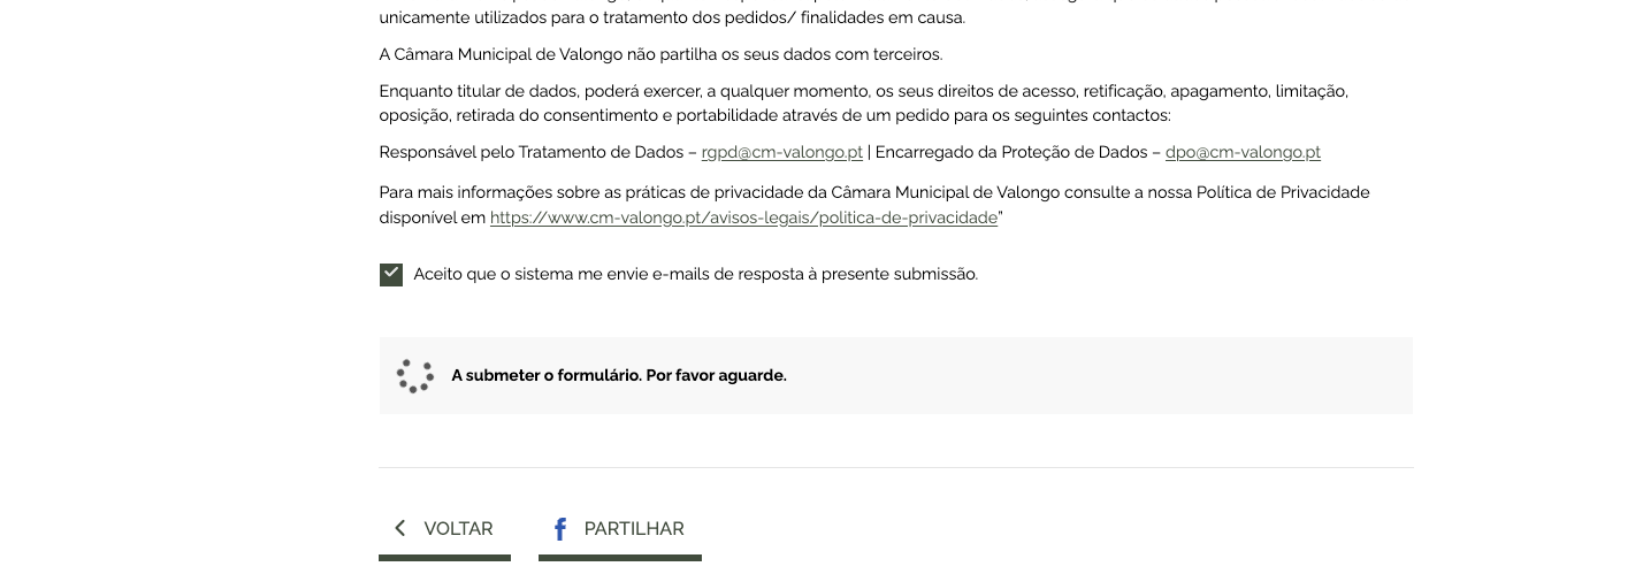 unicamente utilizados para o tratamento dos pedidos/ finalidades em causa.
A Câmara Municipal de Valongo não partilha os seus dados com terceiros.
Enquanto titular de dados, poderá exercer, a qualquer momento, os seus direitos de acesso, retificação, apagamento, limitação,
oposição, retirada do consentimento e portabilidade através de um pedido para os seguintes contactos:
Responsável pelo Tratamento de Dados – rgpd@cm-valongo.pt | Encarregado da Proteção de Dados – dpo@cm-valongo.pt
Para mais informações sobre as práticas de privacidade da Câmara Municipal de Valongo consulte a nossa Política de Privacidade
disponível em https://www.cm-valongo.pt/avisos-legais/politica-de-privacidade”
Aceito que o sistema me envie e-mails de resposta à presente submissão.
A submeter o formulário. Por favor aguarde.
VOLTAR PARTILHAR